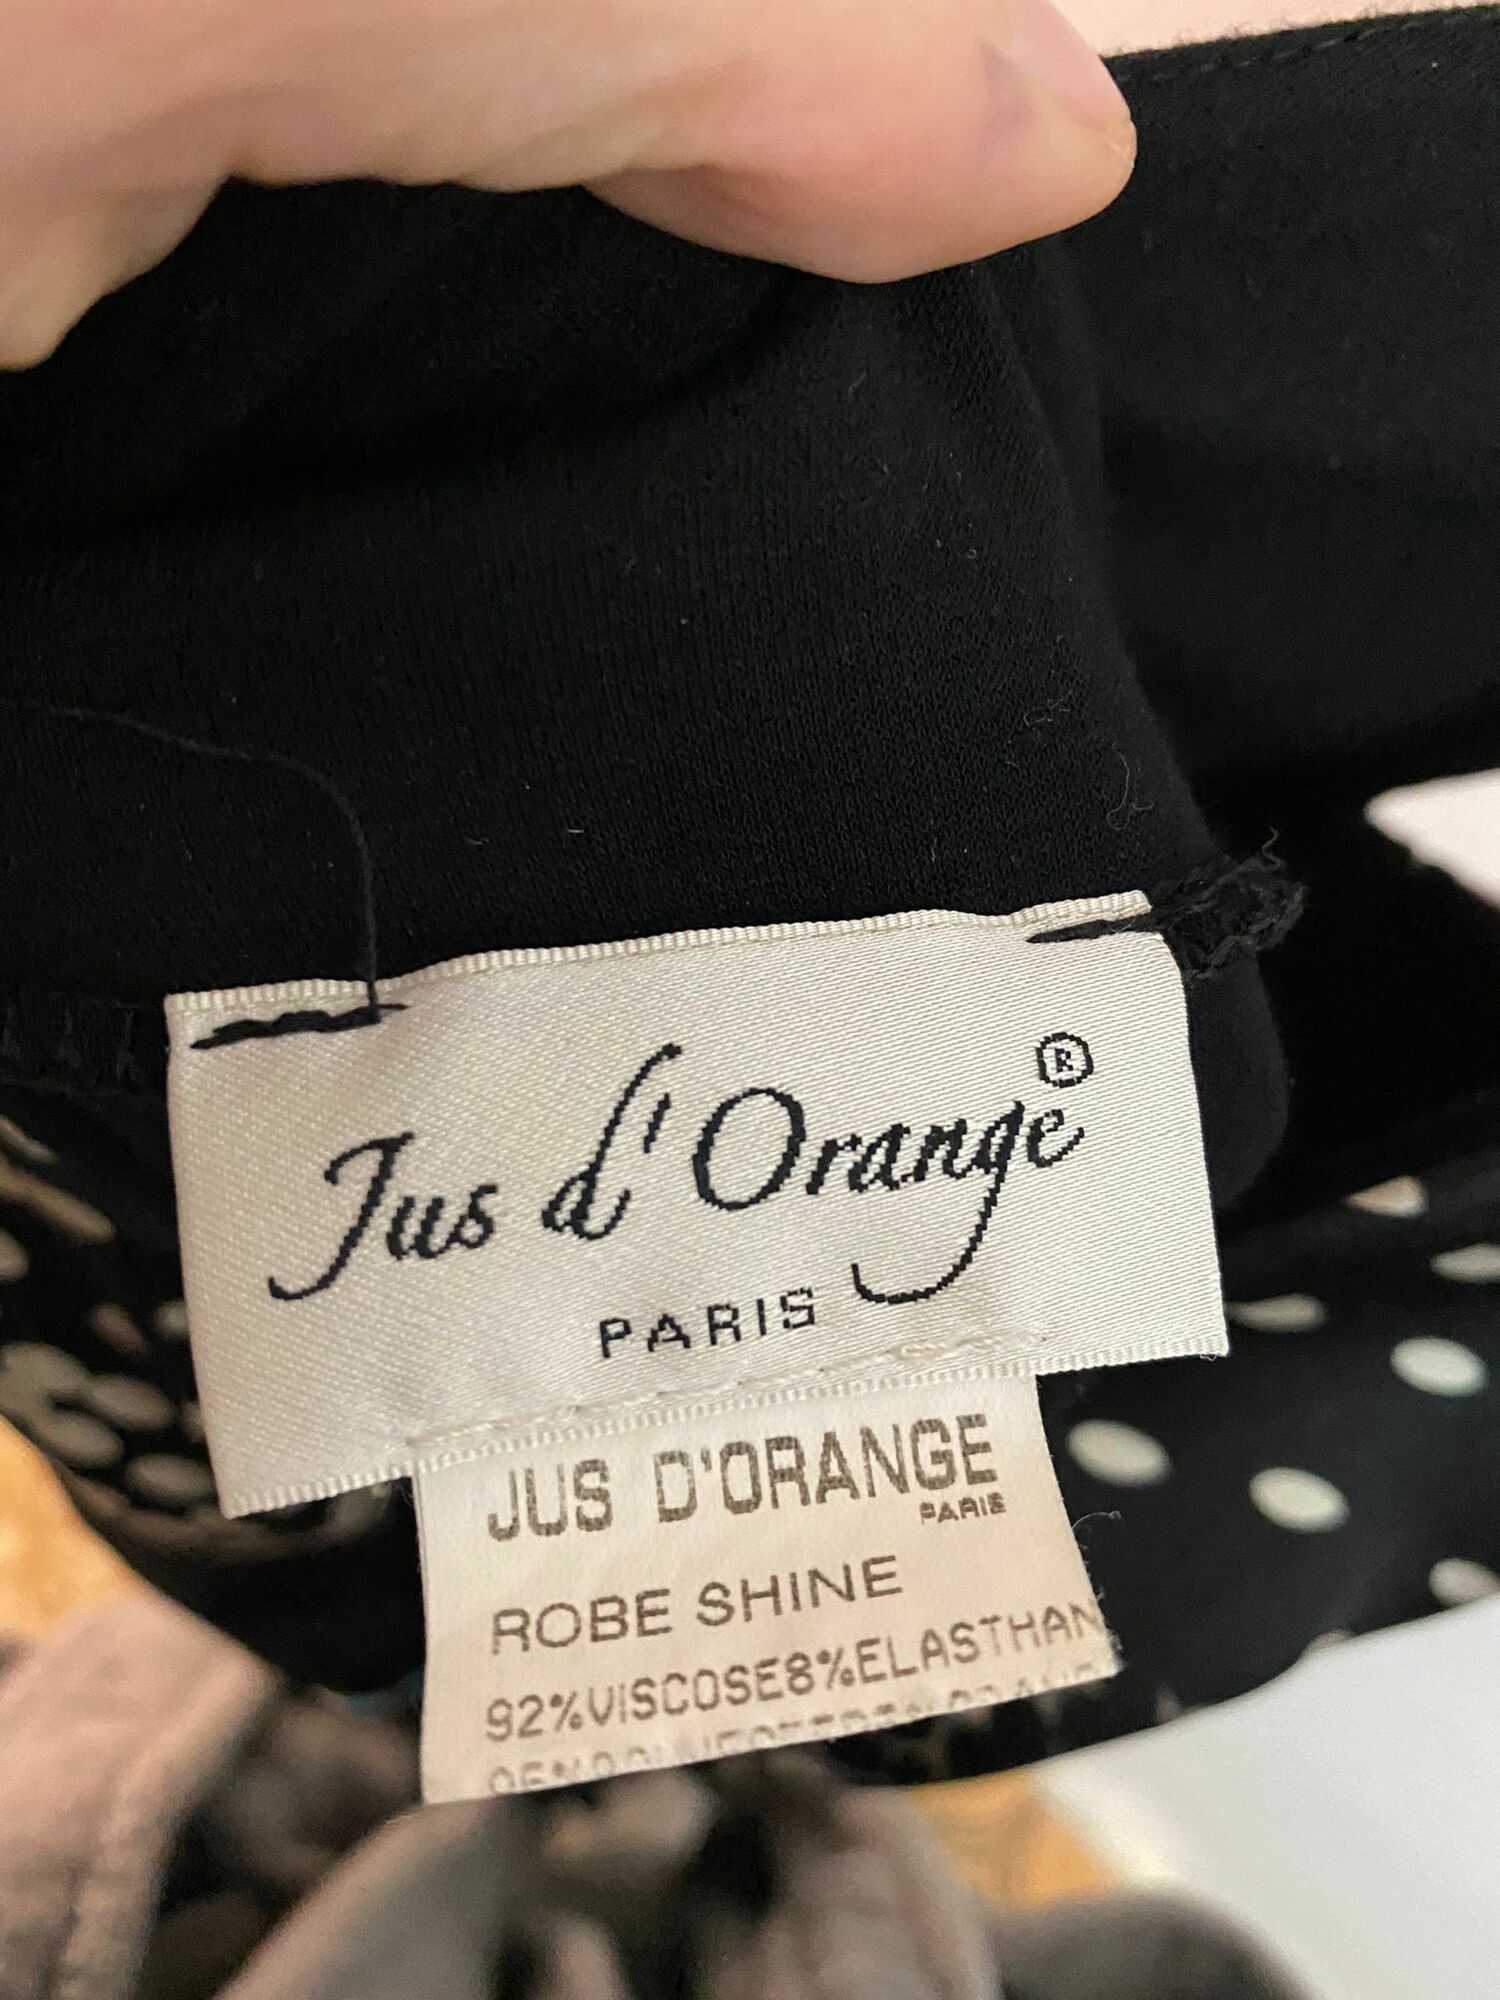 Jus d'Orange ®
PARIS
JUS D'ORANGE
PARIS
ROBE SHINE
92%VISCOSE8%ELASTHAN